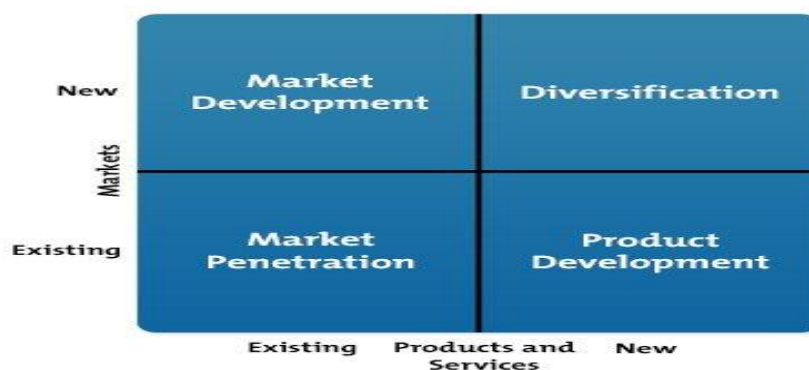 New
Market
Development
Diversification
Markets
Existing
Market
Penetration
Product
Development
Existing
Products and
Services
New